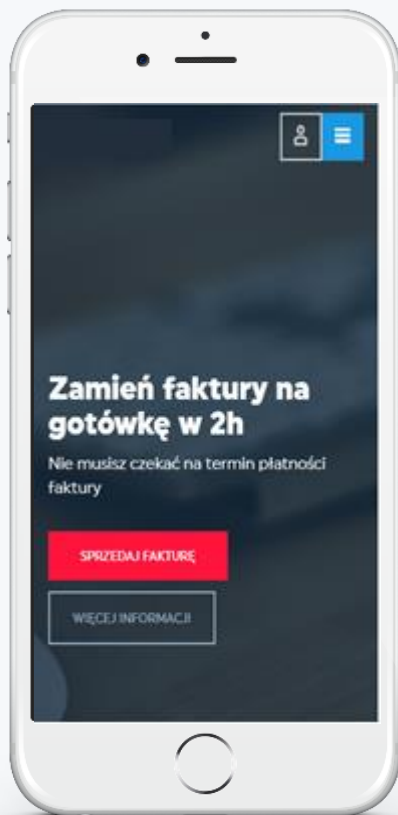 Zamień faktury na
gotówkę w 2h
Nie musisz czekać na termin płatności
faktury
SPRZEDAJ FAKTURĘ
WIĘCEJ INFORMACJI